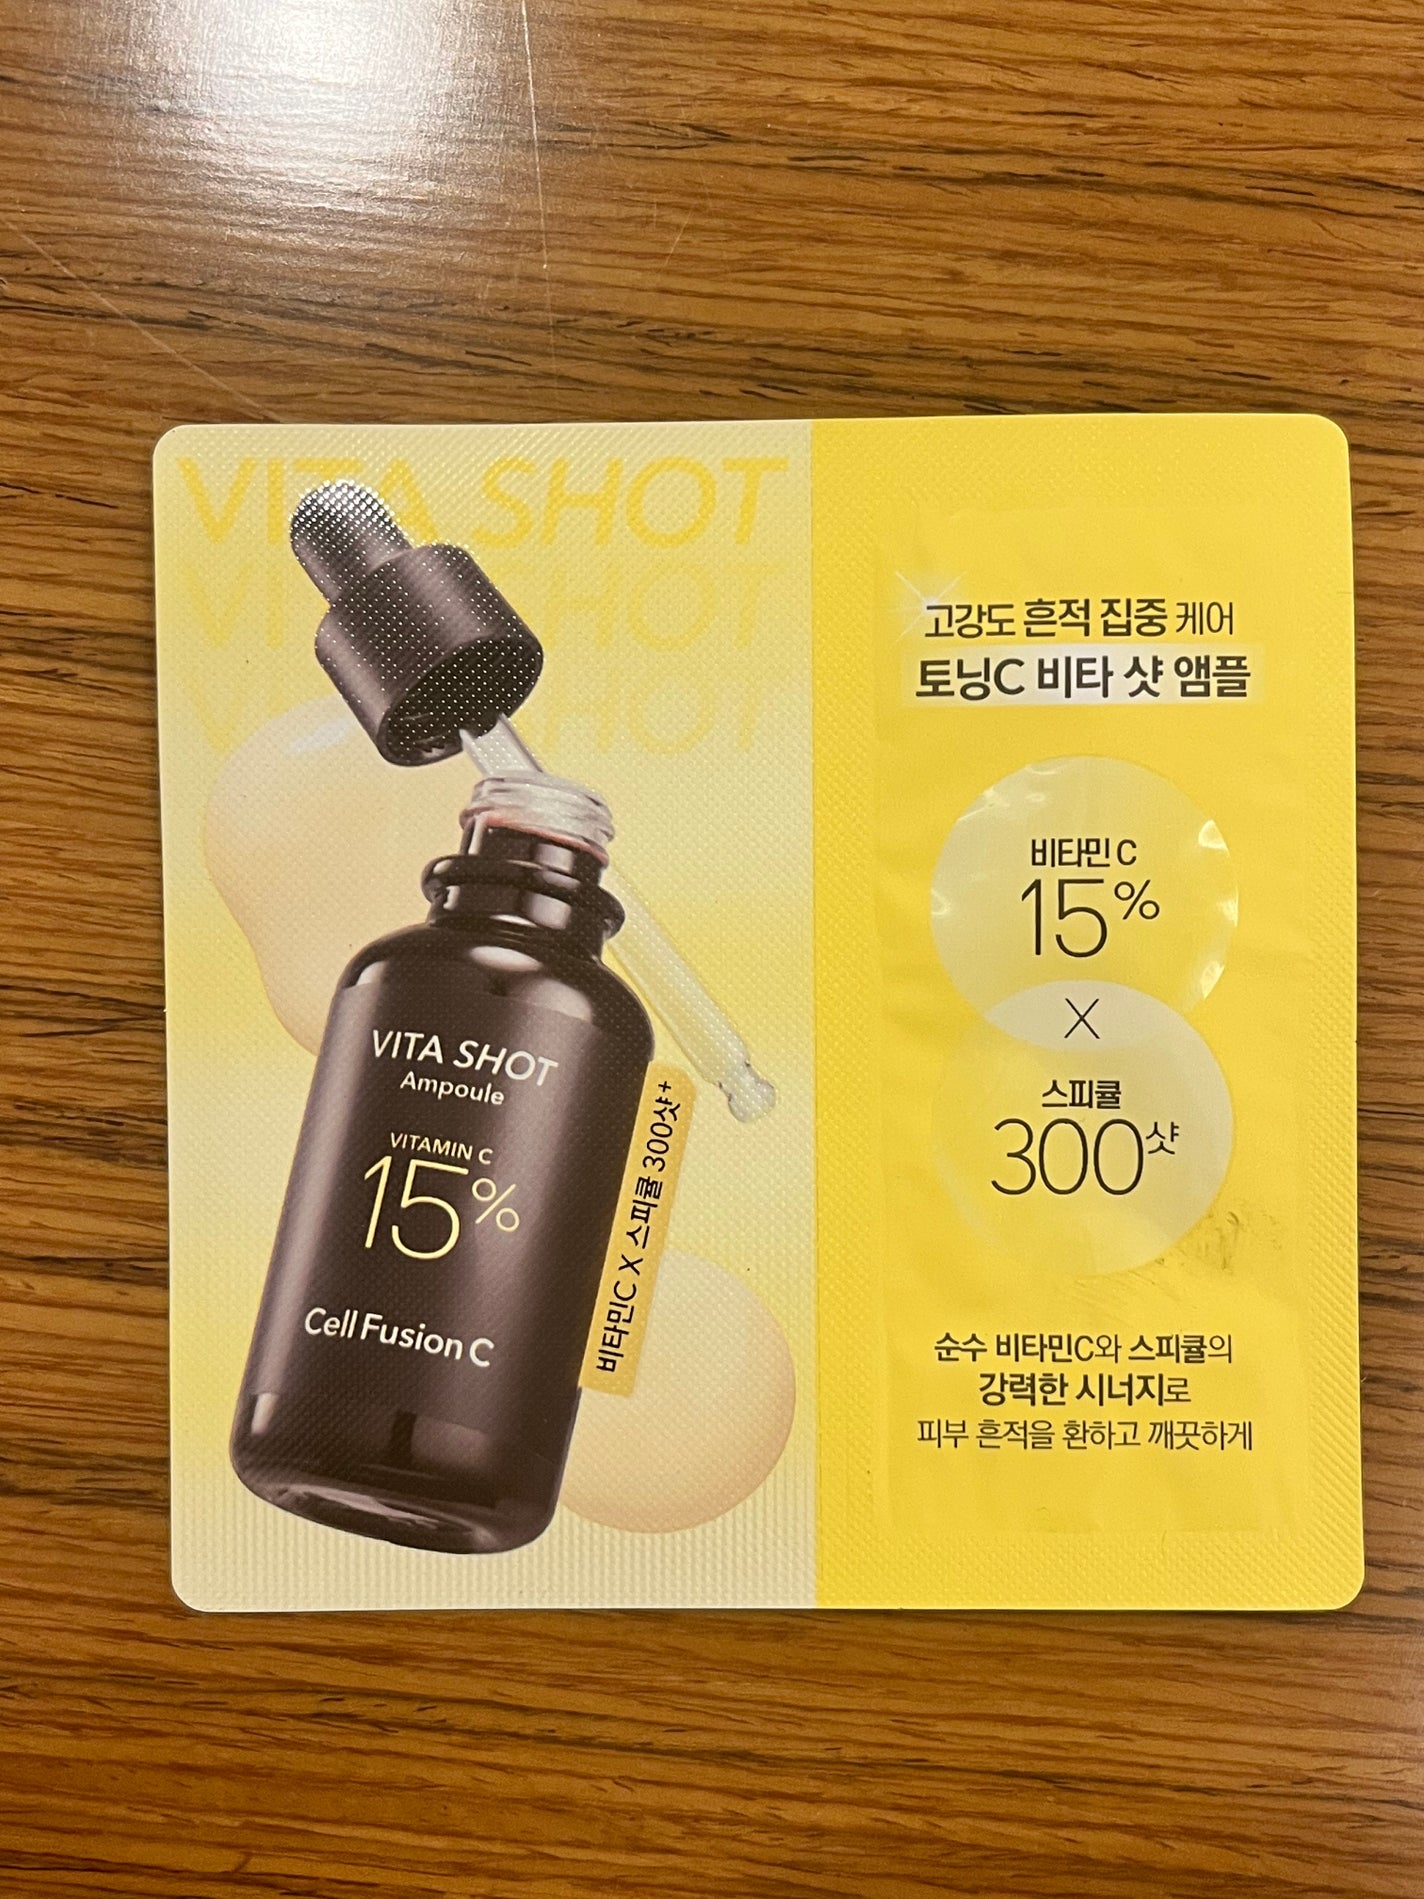 VITA SHOT
VITA SHOT
VITA SHOT
VITA SHOT
Ampoule
VITAMIN C
15%
Cell Fusion C
비타민C X 스피큘 300샷+
고강도 흔적 집중 케어
토닝C 비타 샷 앰플
비타민 C
15%
X
스피큘
300샷
순수 비타민C와 스피큘의
강력한 시너지로
피부 흔적을 환하고 깨끗하게